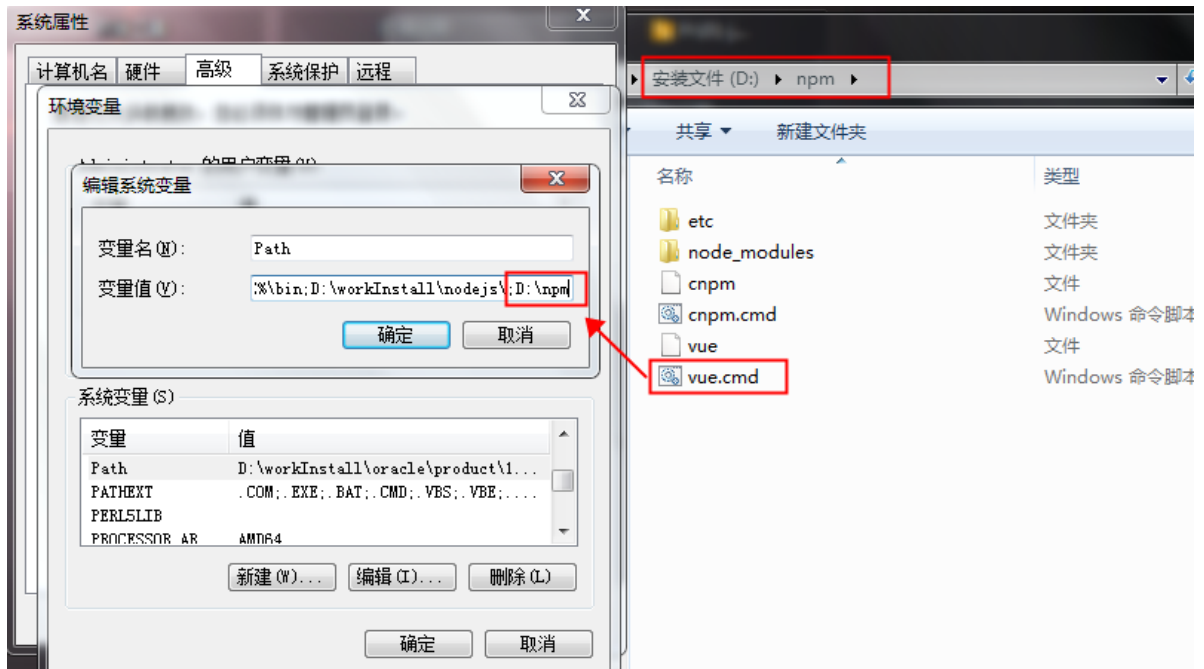 系统属性
计算机名 硬件 高级 系统保护 远程
环境变量
的用户变量(U)
编辑系统变量
变量名(N): Path
变量值(V): :%\bin;D:\workInstall\nodejs\;D:\npm
确定 取消
系统变量(S)
变量 值
Path D:\workInstall\oracle\product\1...
PATHEXT .COM;.EXE;.BAT;.CMD;.VBS;.VBE;....
PERL5LIB
PROCESSOR_AR AMD64
新建(W)... 编辑(I)... 删除(L)
确定 取消
安装文件 (D:) npm
共享 新建文件夹
名称 类型
etc 文件夹
node_modules 文件夹
cnpm 文件
cnpm.cmd Windows 命令脚本
vue 文件
vue.cmd Windows 命令脚本